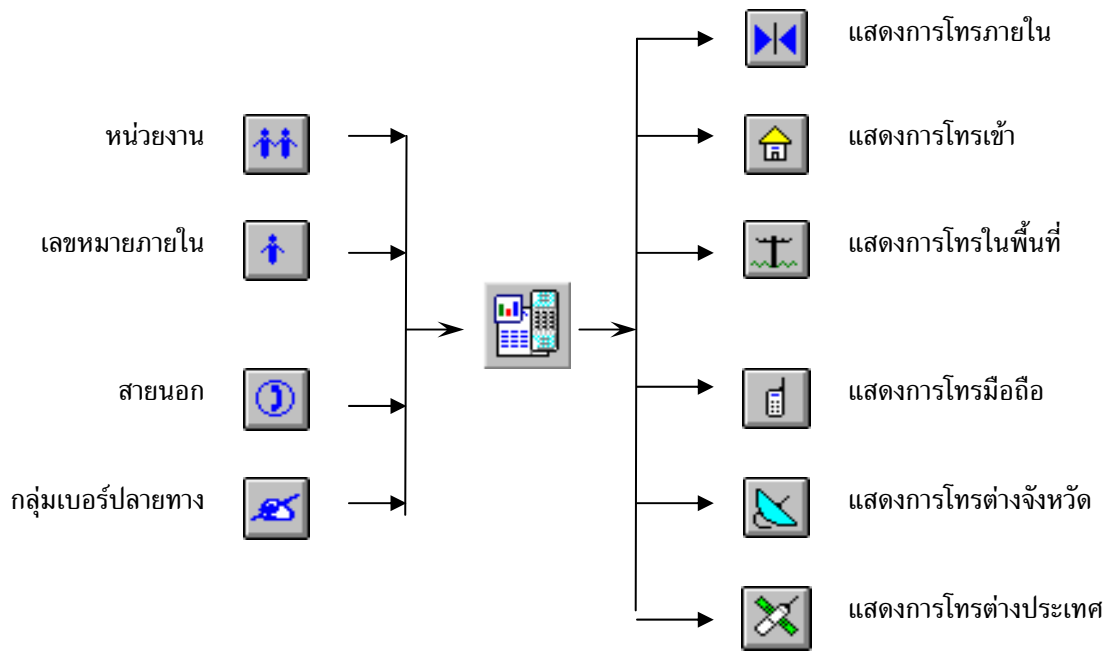 หน่วยงาน
เลขหมายภายใน
สายนอก
กลุ่มเบอร์ปลายทาง
แสดงการโทรภายใน
แสดงการโทรเข้า
แสดงการโทรในพื้นที่
แสดงการโทรมือถือ
แสดงการโทรต่างจังหวัด
แสดงการโทรต่างประเทศ